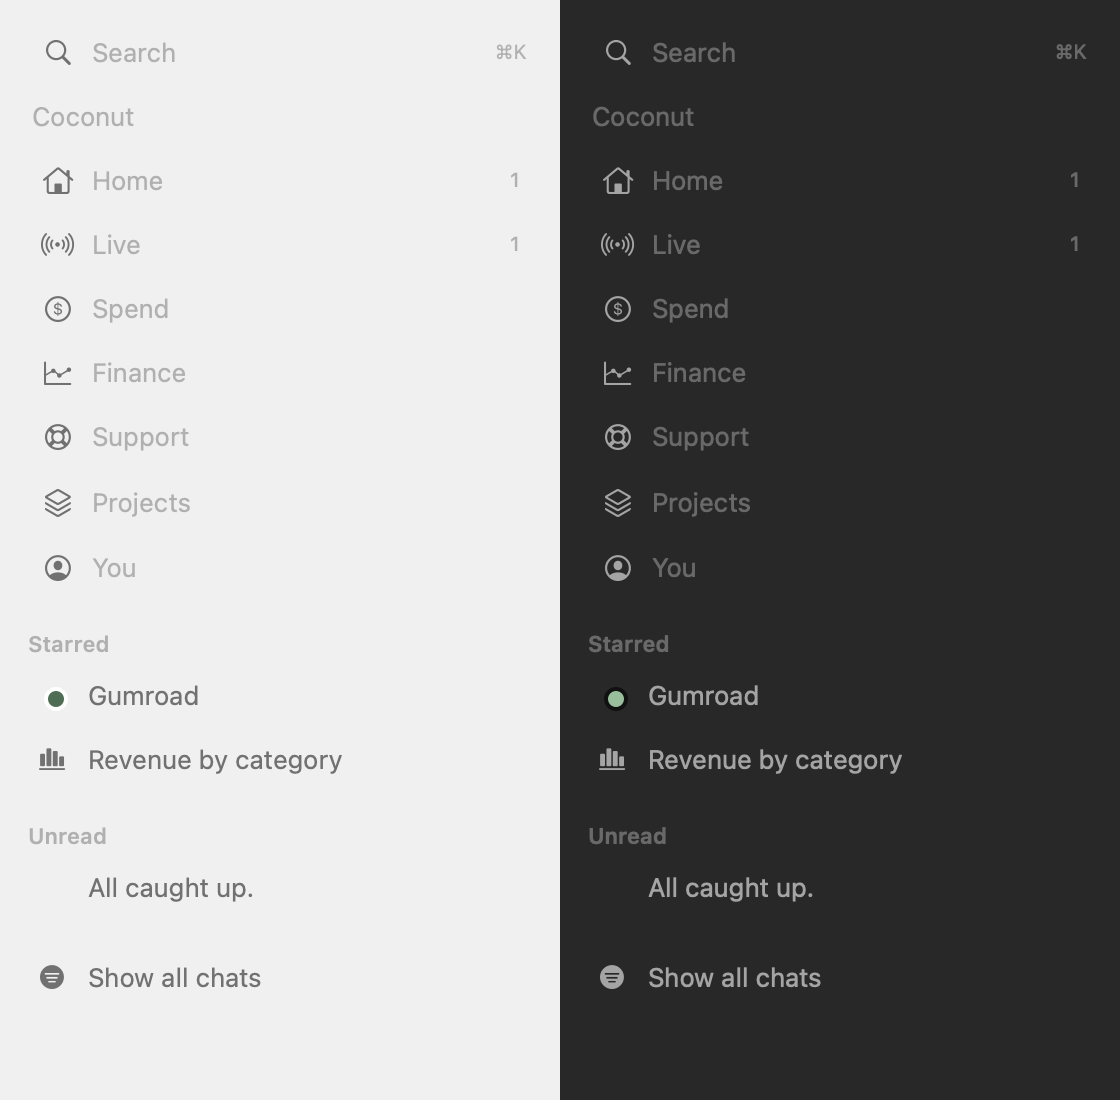 Search ⌘K
Coconut
Home 1
Live 1
$ Spend
Finance
Support
Projects
You
Starred
Gumroad
Revenue by category
Unread
All caught up.
Show all chats
Search ⌘K
Coconut
Home 1
Live 1
$ Spend
Finance
Support
Projects
You
Starred
Gumroad
Revenue by category
Unread
All caught up.
Show all chats